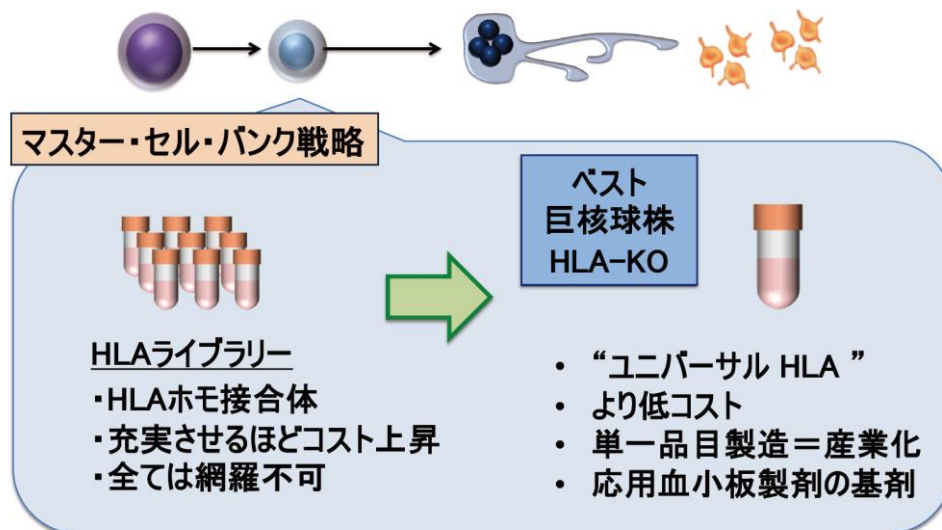 マスター・セル・バンク戦略
ベスト
巨核球株
HLA-KO
HLAライブラリー
・HLAホモ接合体
・充実させるほどコスト上昇
・全ては網羅不可
• “ユニバーサル HLA ”
• より低コスト
• 単一品目製造＝産業化
• 応用血小板製剤の基剤